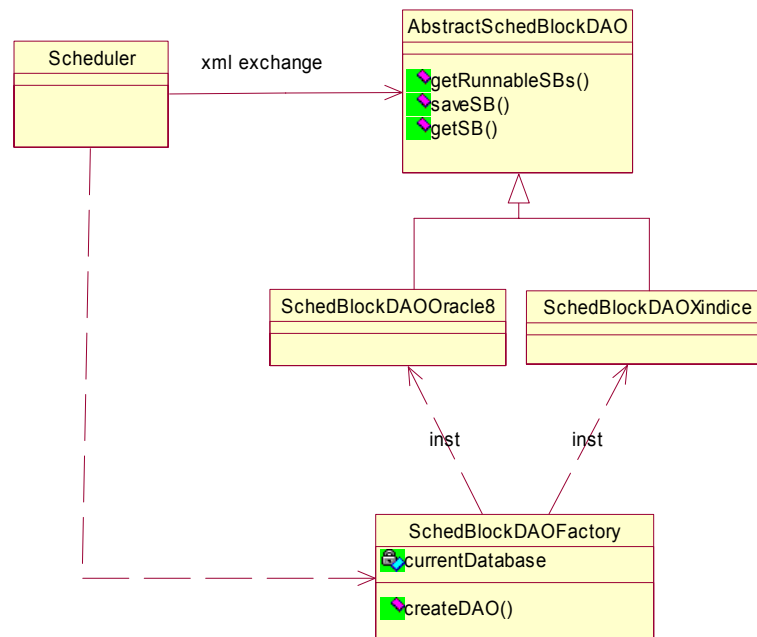 AbstractSchedBlockDAO
Scheduler
xml exchange
getRunnableSBs()
saveSB()
getSB()
SchedBlockDAOOracle8
SchedBlockDAOXindice
inst
inst
SchedBlockDAOFactory
currentDatabase
createDAO()